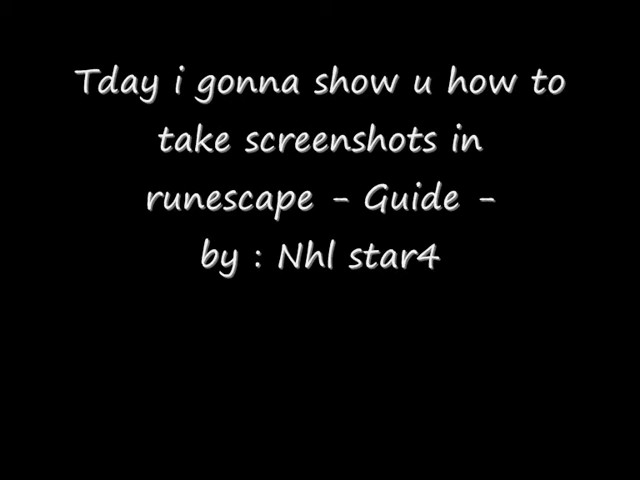 Tday i gonna show u how to
take screenshots in
runescape - Guide -
by : Nhl star4